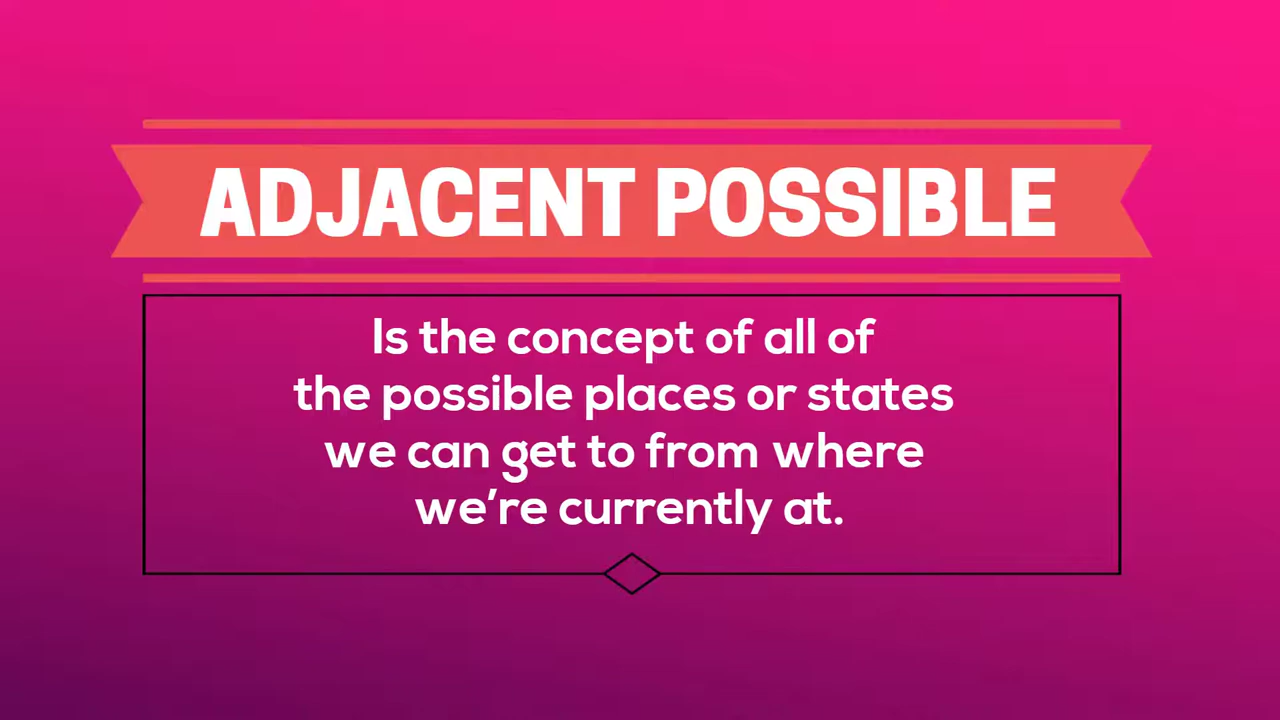 ADJACENT POSSIBLE
Is the concept of all of
the possible places or states
we can get to from where
we're currently at.